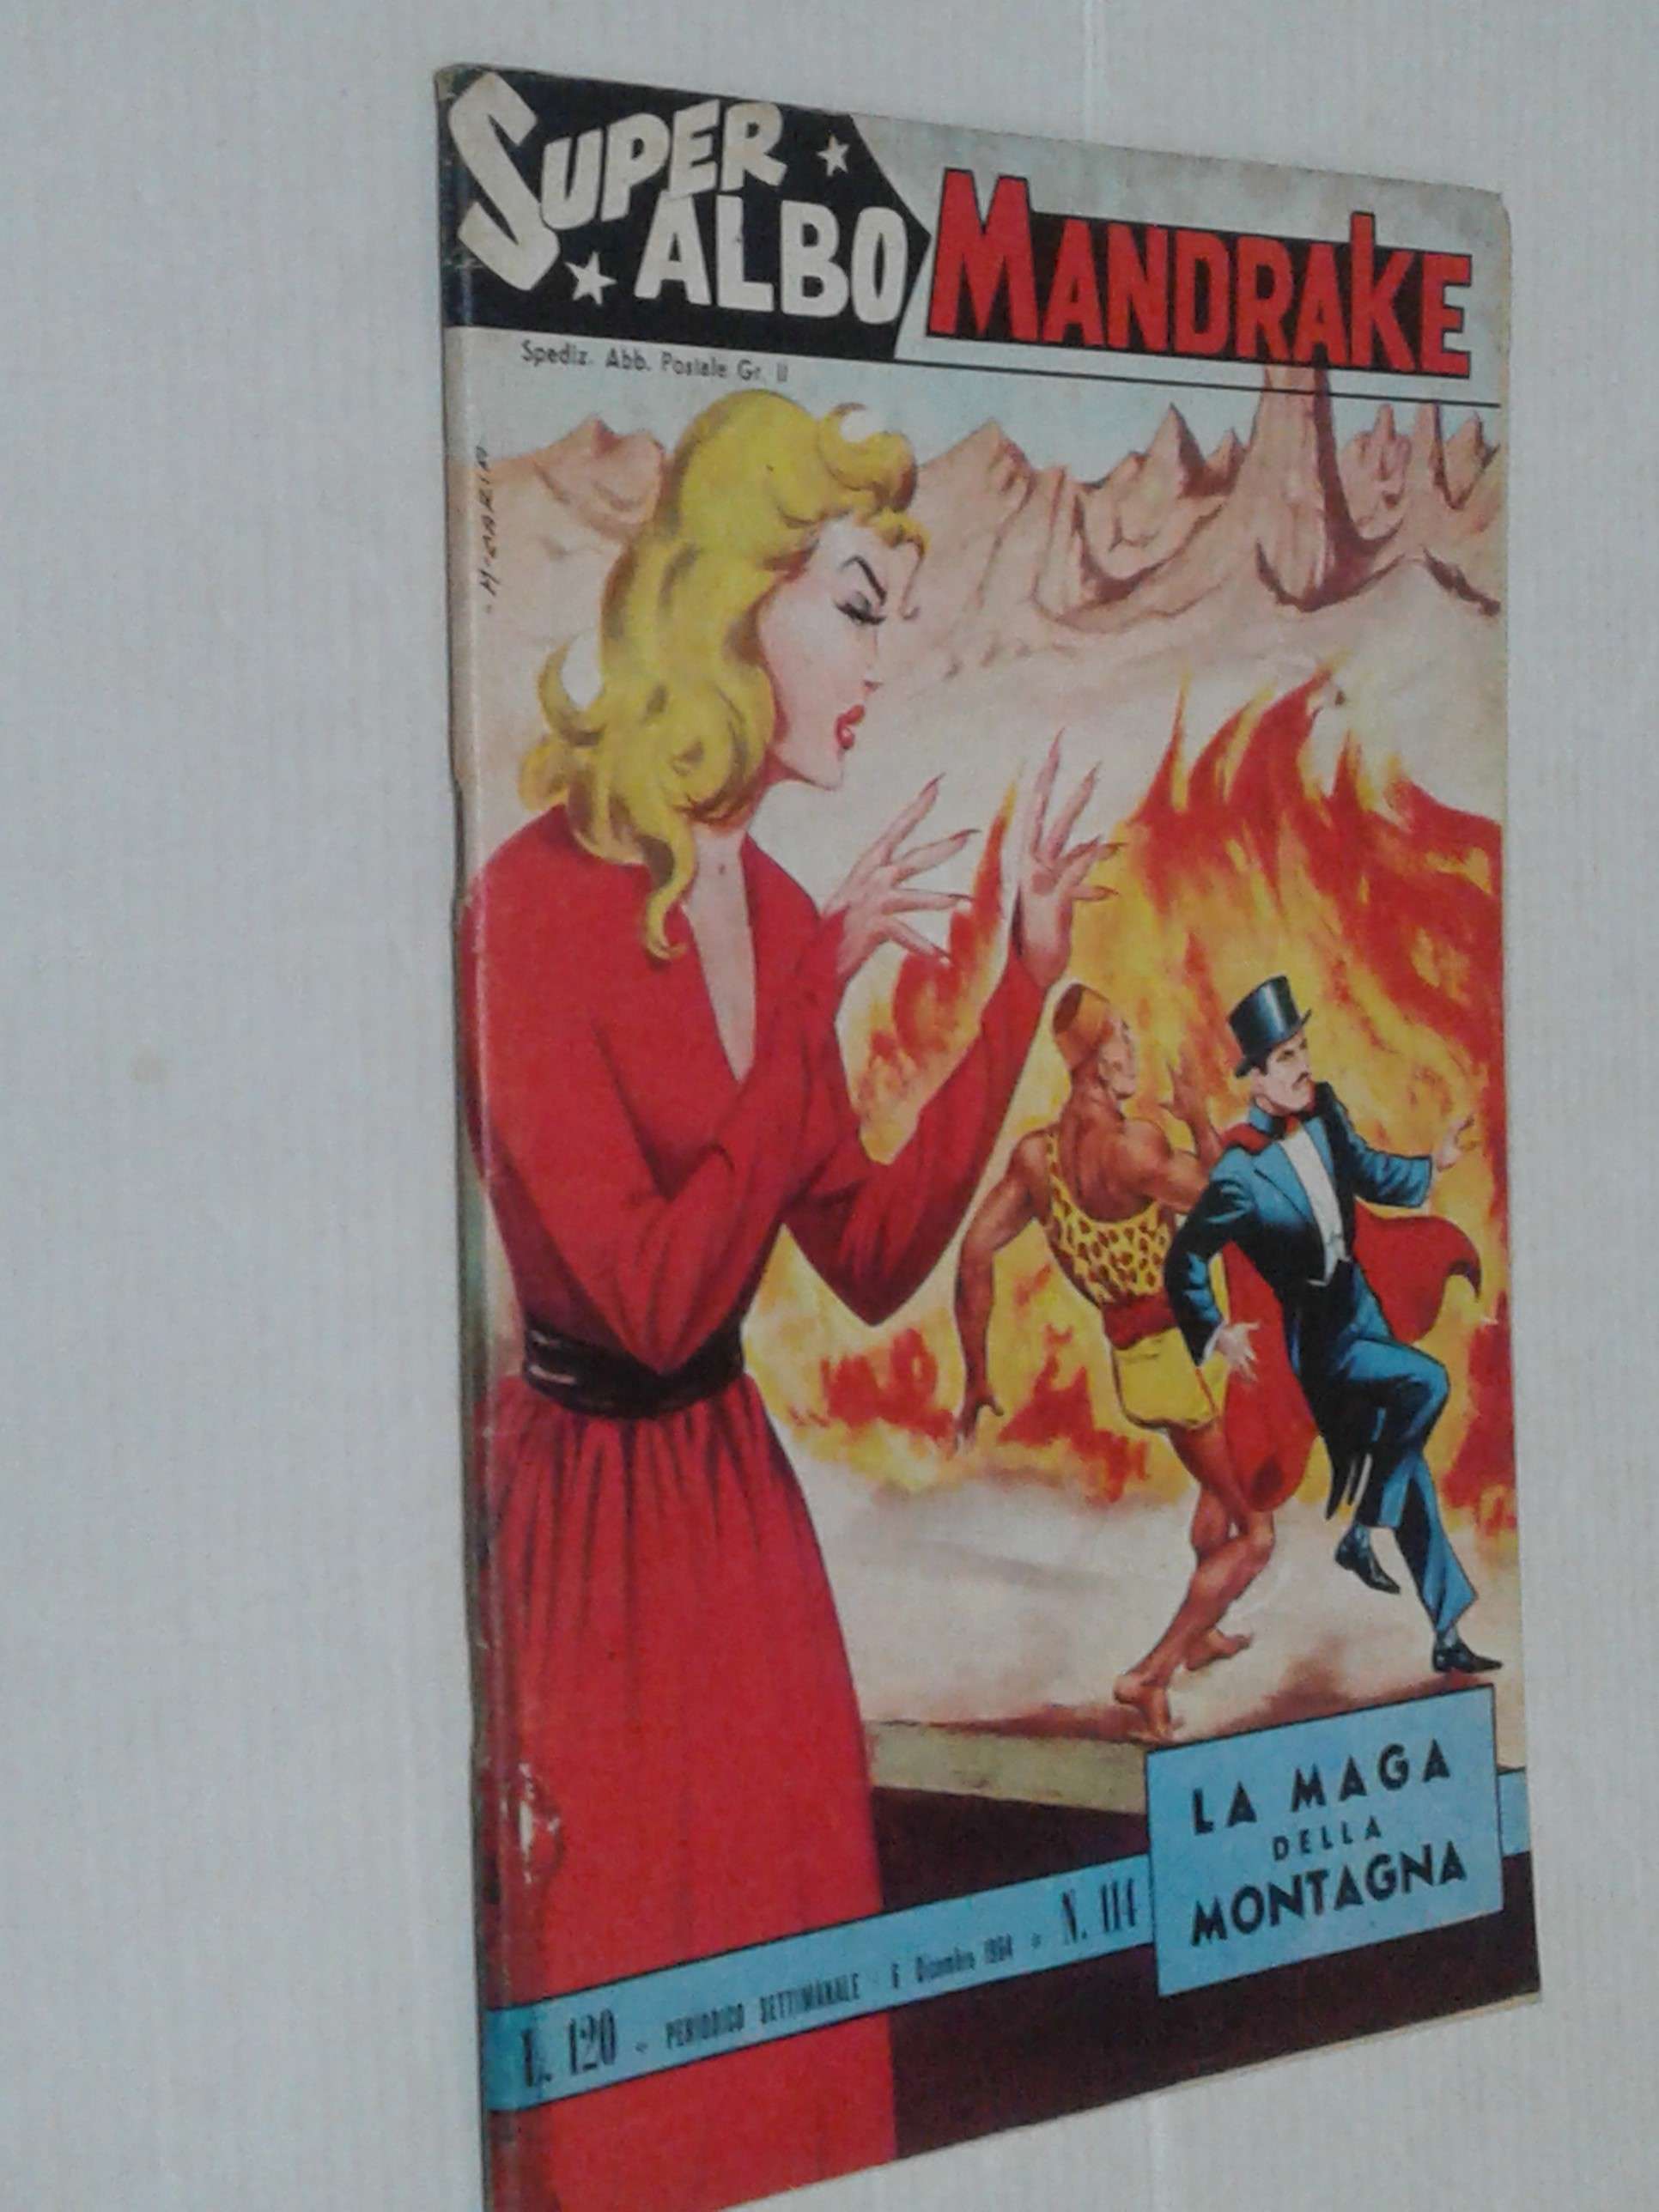 SUPER
ALBO
MANDRAKE
Spediz. Abb. Postale Gr. II
LA MAGA
DELLA
MONTAGNA
L. 120 - PERIODICO SETTIMANALE - 6 Dicembre 1964 - N. 114